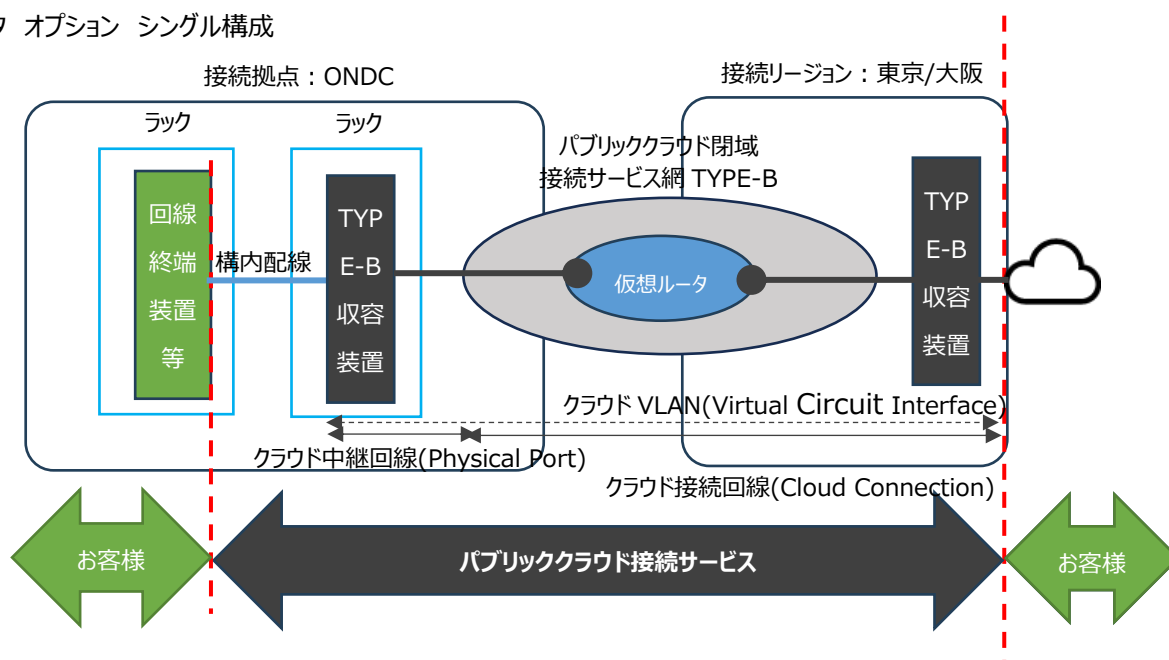 オプション シングル構成
接続拠点：ONDC
接続リージョン：東京/大阪
ラック
ラック
パブリッククラウド閉域
接続サービス網 TYPE-B
回線
終端
装置
等
構内配線
TYP
E-B
収容
装置
仮想ルータ
TYP
E-B
収容
装置
クラウド VLAN(Virtual Circuit Interface)
クラウド中継回線(Physical Port)
クラウド接続回線(Cloud Connection)
お客様
パブリッククラウド接続サービス
お客様